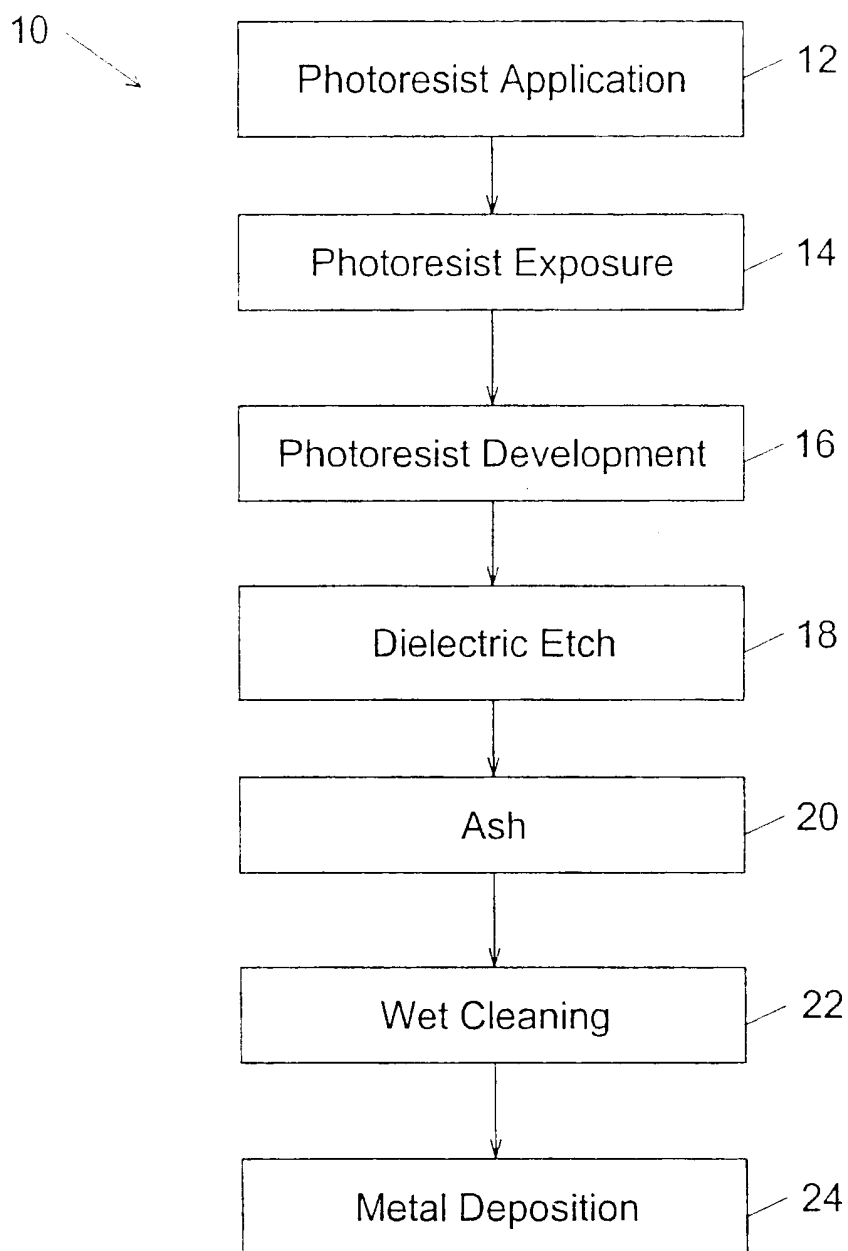 10
Photoresist Application
12
Photoresist Exposure
14
Photoresist Development
16
Dielectric Etch
18
Ash
20
Wet Cleaning
22
Metal Deposition
24